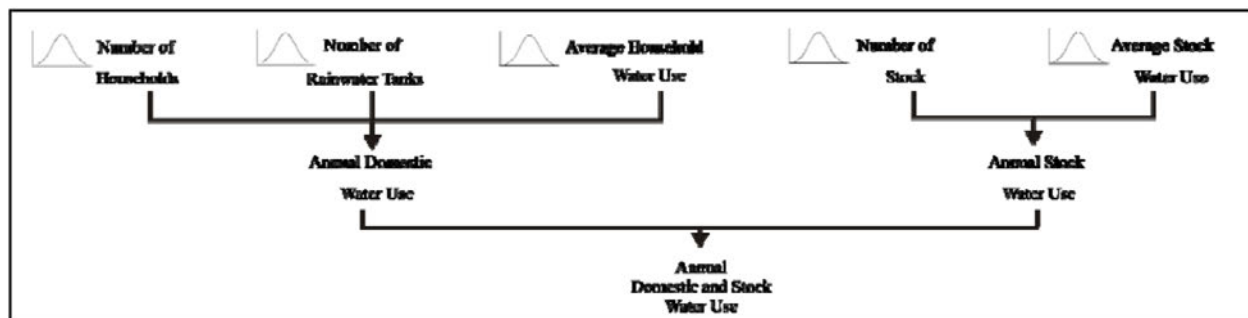 Number of
Households
Number of
Rainwater Tanks
Average Household
Water Use
Number of
Stock
Average Stock
Water Use
Annual Domestic
Water Use
Annual Stock
Water Use
Annual
Domestic and Stock
Water Use